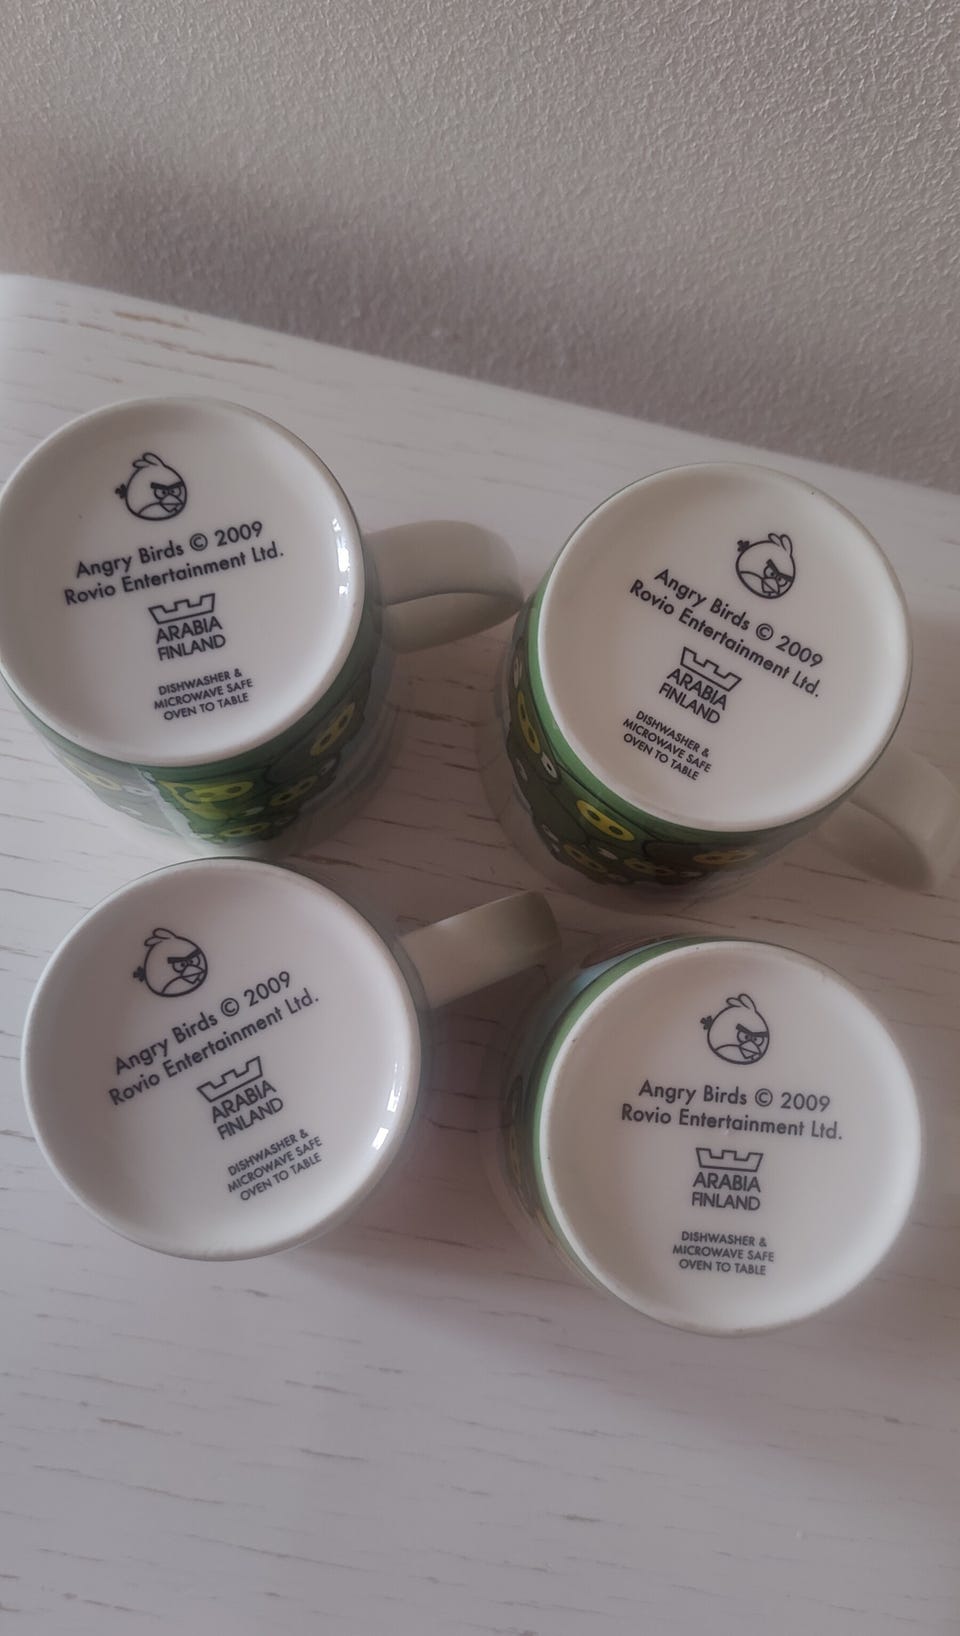 Angry Birds © 2009
Rovio Entertainment Ltd.
ARABIA
FINLAND
DISHWASHER &
MICROWAVE SAFE
OVEN TO TABLE
Angry Birds © 2009
Rovio Entertainment Ltd.
ARABIA
FINLAND
DISHWASHER &
MICROWAVE SAFE
OVEN TO TABLE
Angry Birds © 2009
Rovio Entertainment Ltd.
ARABIA
FINLAND
DISHWASHER &
MICROWAVE SAFE
OVEN TO TABLE
Angry Birds © 2009
Rovio Entertainment Ltd.
ARABIA
FINLAND
DISHWASHER &
MICROWAVE SAFE
OVEN TO TABLE